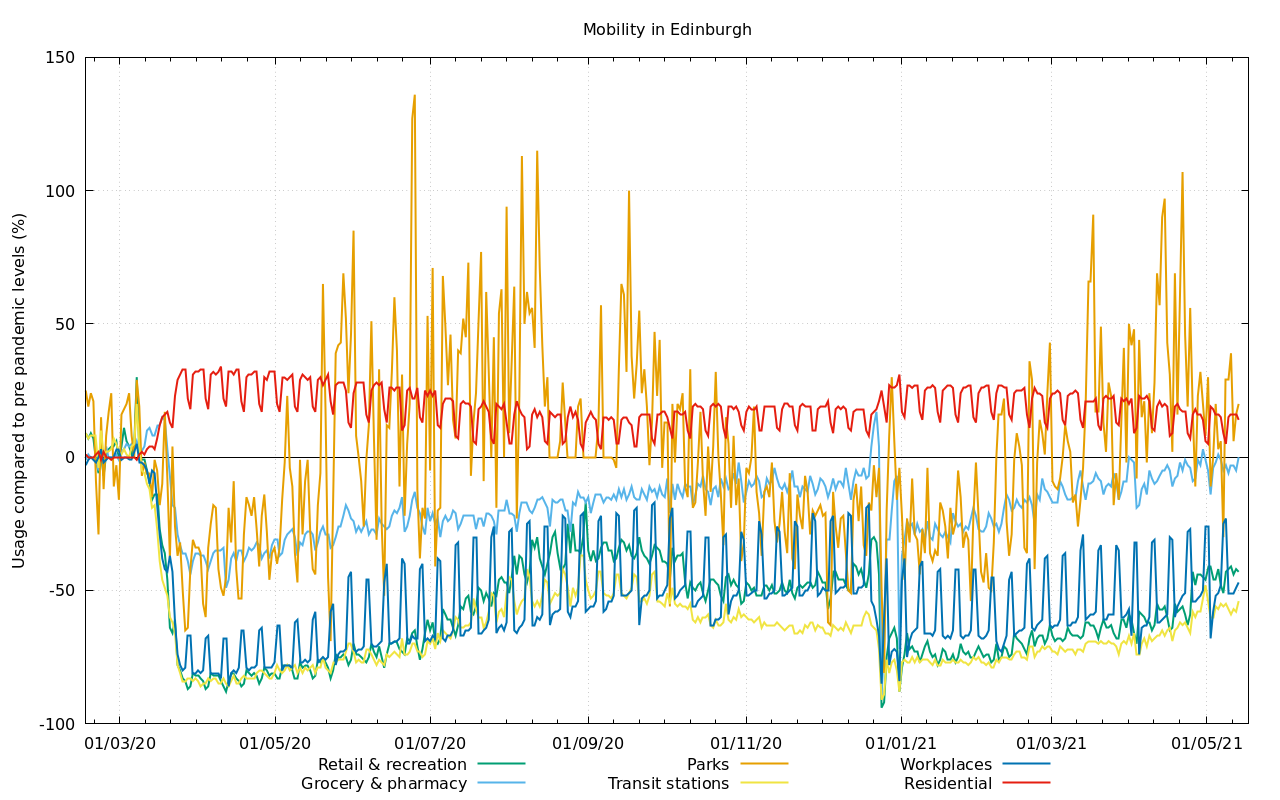 Mobility in Edinburgh
Usage compared to pre pandemic levels (%)
150
100
50
0
-50
-100
01/03/20 01/05/20 01/07/20 01/09/20 01/11/20 01/01/21 01/03/21 01/05/21
Retail & recreation Parks Workplaces
Grocery & pharmacy Transit stations Residential